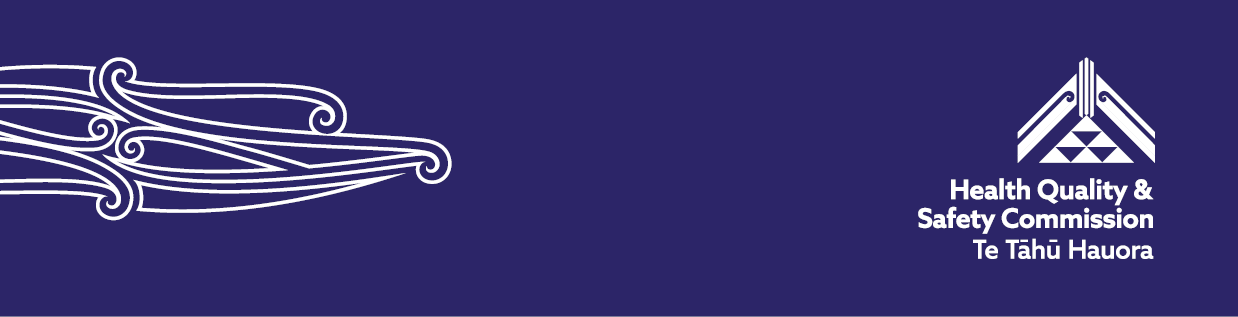 Health Quality &
Safety Commission
Te Tāhū Hauora